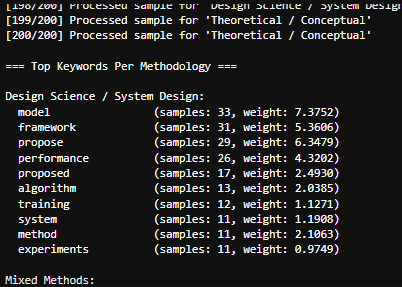 [198/200] Processed sample for 'Design Science / System Desig
[199/200] Processed sample for 'Theoretical / Conceptual'
[200/200] Processed sample for 'Theoretical / Conceptual'
=== Top Keywords Per Methodology ===
Design Science / System Design:
model (samples: 33, weight: 7.3752)
framework (samples: 31, weight: 5.3606)
propose (samples: 29, weight: 6.3479)
performance (samples: 26, weight: 4.3202)
proposed (samples: 17, weight: 2.4930)
algorithm (samples: 13, weight: 2.0385)
training (samples: 12, weight: 1.1271)
system (samples: 11, weight: 1.1908)
method (samples: 11, weight: 2.1063)
experiments (samples: 11, weight: 0.9749)
Mixed Methods: